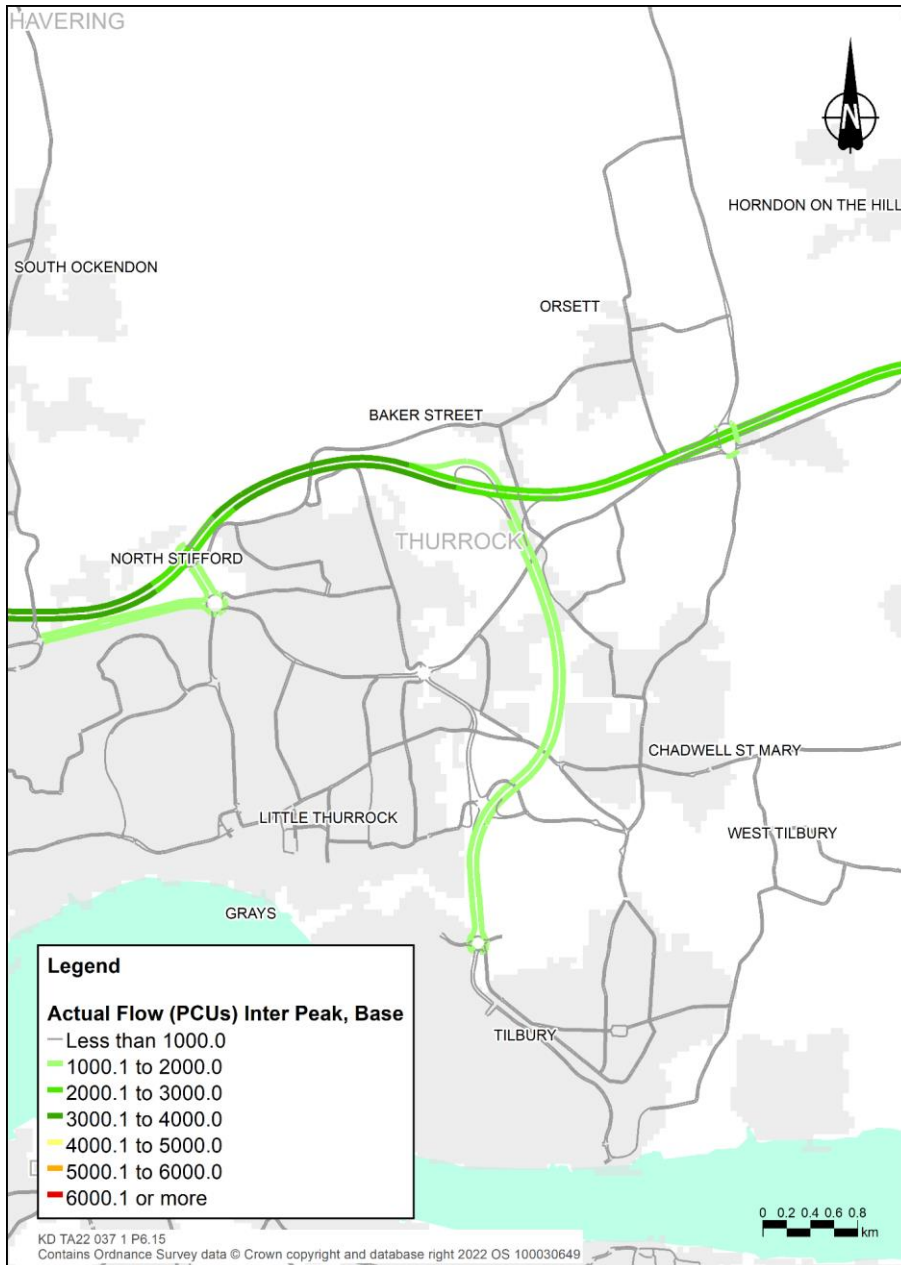 HAVERING
N
HORNDON ON THE HILL
SOUTH OCKENDON
ORSETT
BAKER STREET
THURROCK
NORTH STIFFORD
CHADWELL ST MARY
LITTLE THURROCK
WEST TILBURY
GRAYS
TILBURY
Legend
Actual Flow (PCUs) Inter Peak, Base
Less than 1000.0
1000.1 to 2000.0
2000.1 to 3000.0
3000.1 to 4000.0
4000.1 to 5000.0
5000.1 to 6000.0
6000.1 or more
0 0.2 0.4 0.6 0.8
km
KD TA22 037 1 P6.15
Contains Ordnance Survey data © Crown copyright and database right 2022 OS 100030649